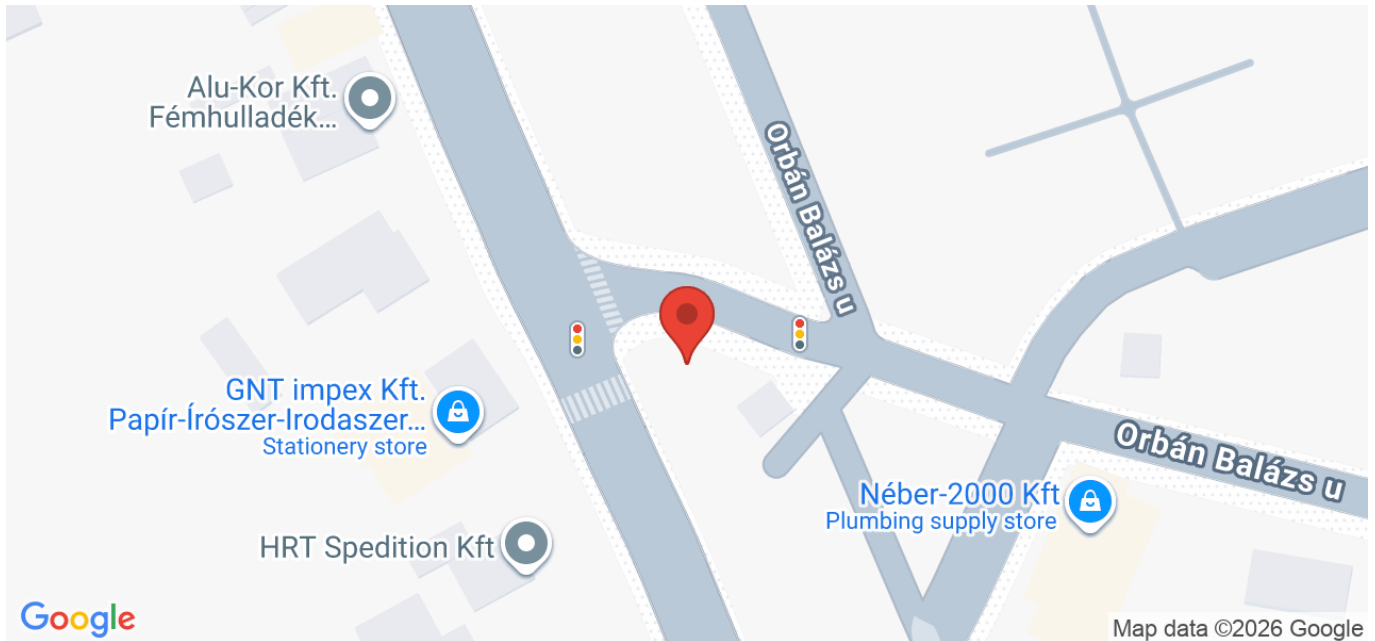 Alu-Kor Kft.
Fémhulladék...
Orbán Balázs u
GNT impex Kft.
Papír-Írószer-Irodaszer...
Stationery store
Orbán Balázs u
Néber-2000 Kft
Plumbing supply store
HRT Spedition Kft
Google
Map data ©2026 Google